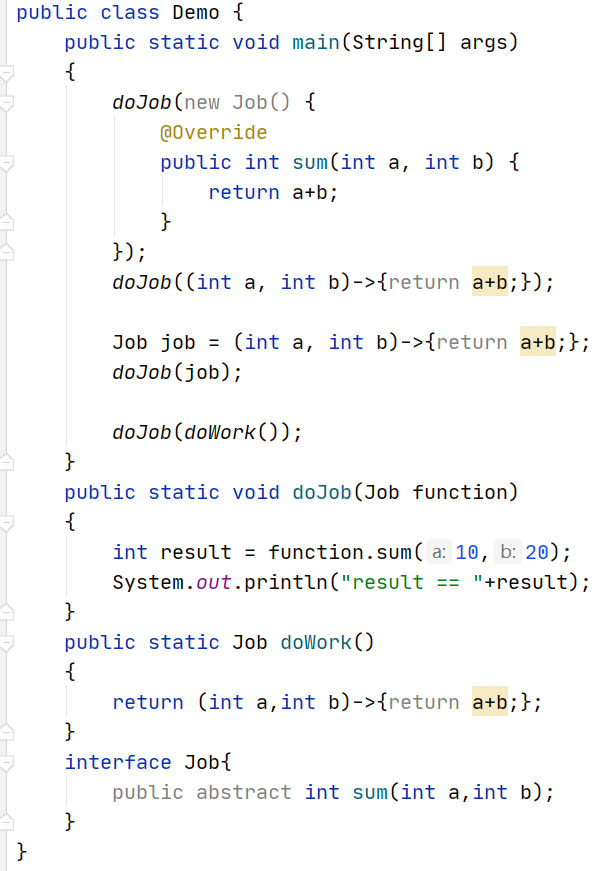 public class Demo {
    public static void main(String[] args)
    {
        doJob(new Job() {
            @Override
            public int sum(int a, int b) {
                return a+b;
            }
        });
        doJob((int a, int b)->{return a+b;});

        Job job = (int a, int b)->{return a+b;};
        doJob(job);

        doJob(doWork());
    }
    public static void doJob(Job function)
    {
        int result = function.sum( a: 10, b: 20);
        System.out.println("result == "+result);
    }
    public static Job doWork()
    {
        return (int a,int b)->{return a+b;};
    }
    interface Job{
        public abstract int sum(int a,int b);
    }
}